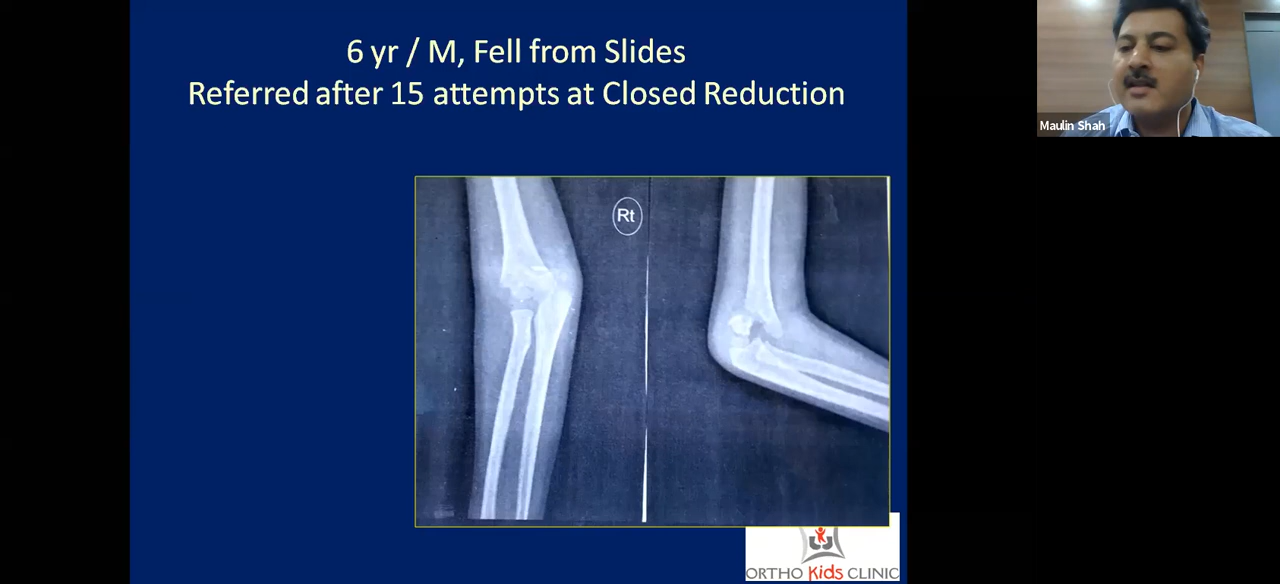 6 yr / M, Fell from Slides
Referred after 15 attempts at Closed Reduction
Maulin Shah
Rt
ORTHO Kids CLINIC